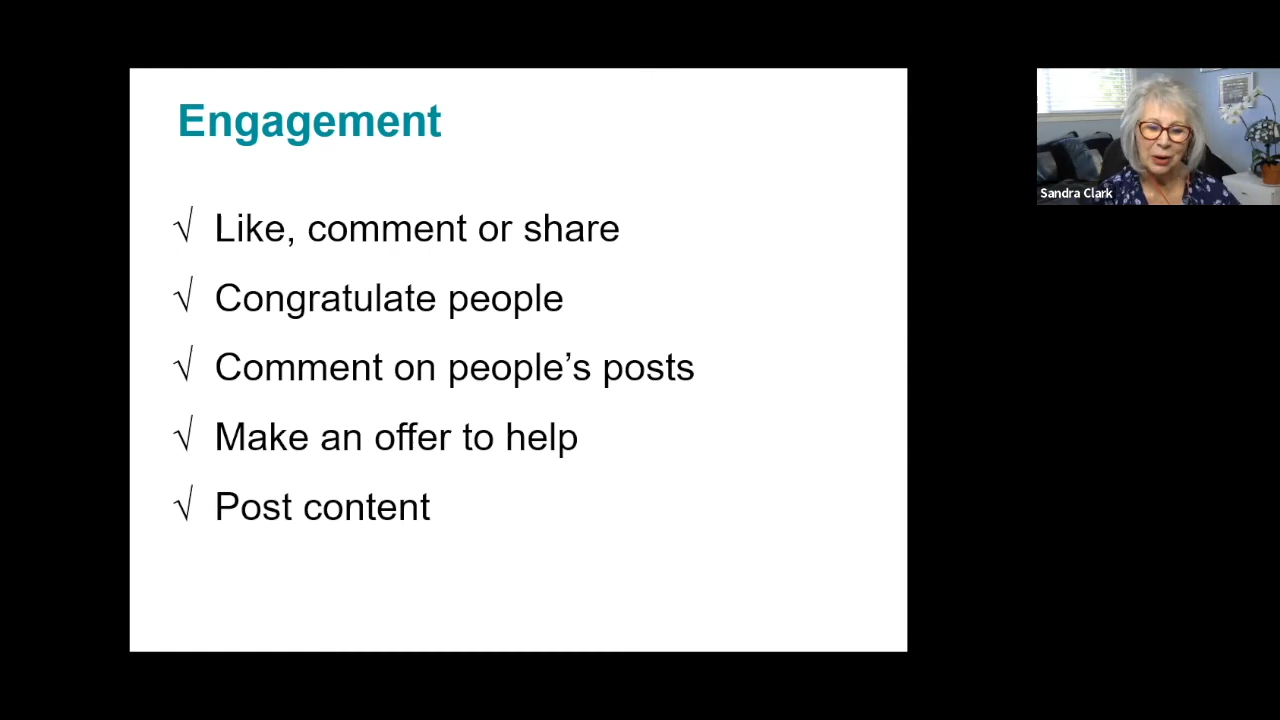 Engagement
√ Like, comment or share
√ Congratulate people
√ Comment on people’s posts
√ Make an offer to help
√ Post content
Sandra Clark